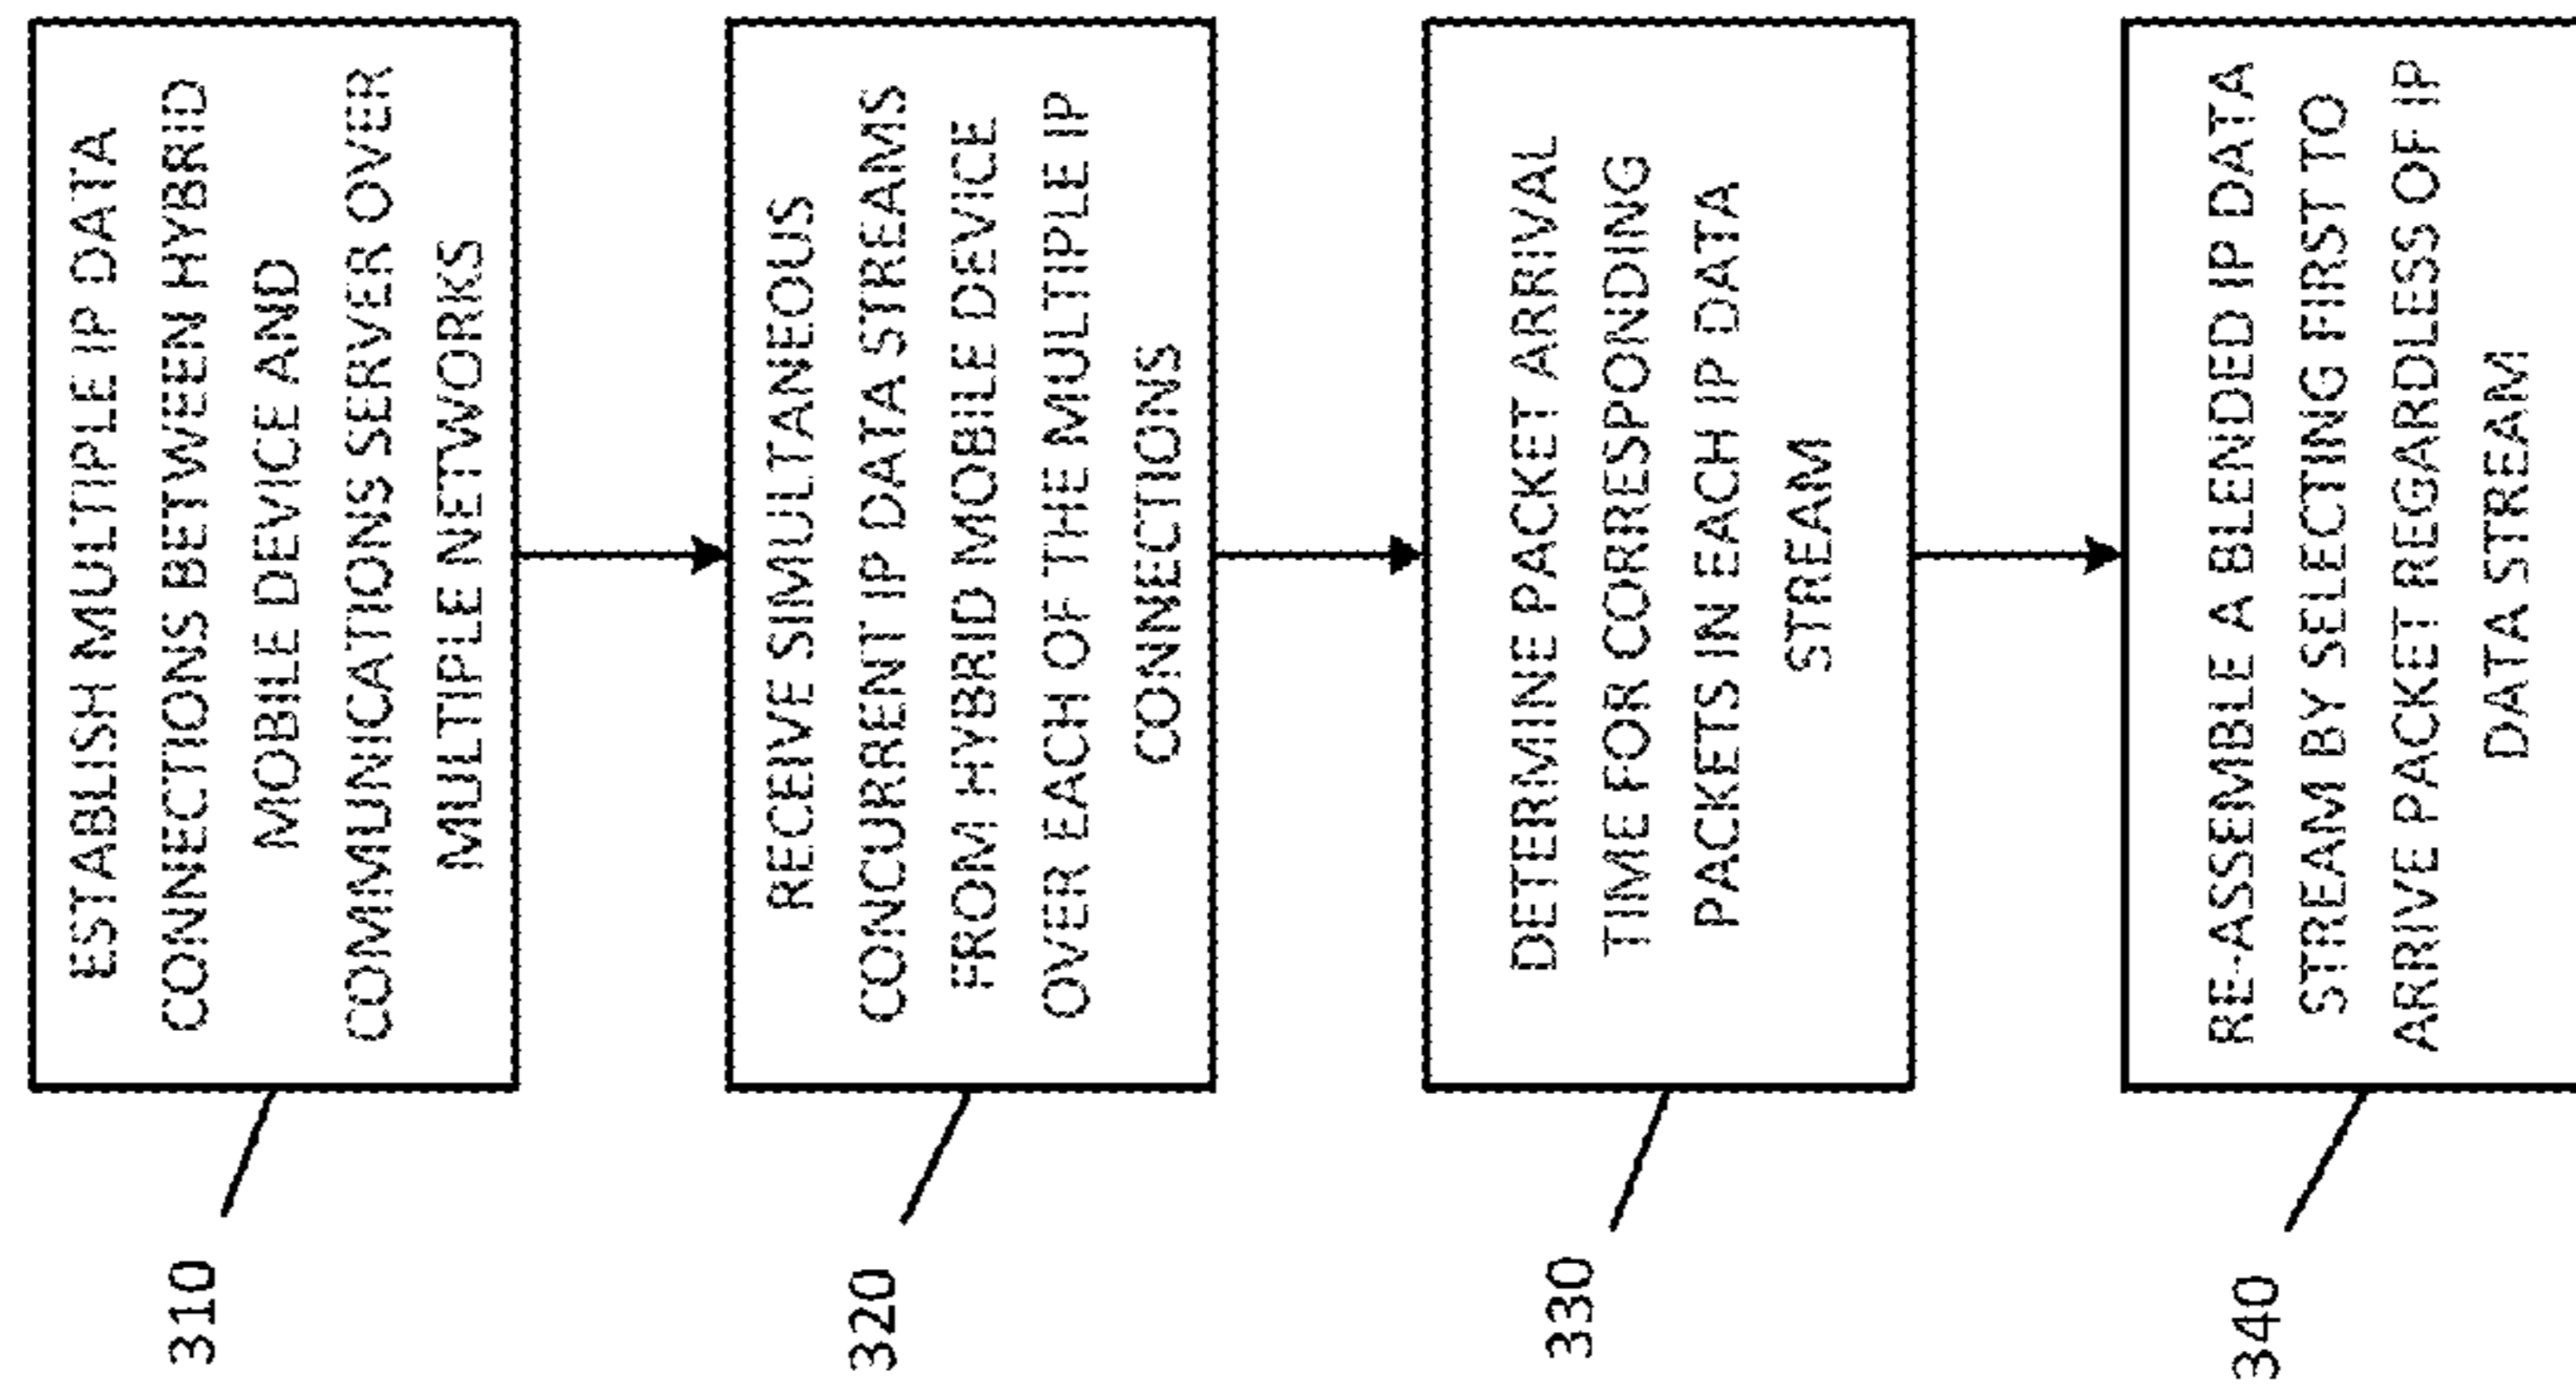 310
ESTABLISH MULTIPLE IP DATA
CONNECTIONS BETWEEN HYBRID
MOBILE DEVICE AND
COMMUNICATIONS SERVER OVER
MULTIPLE NETWORKS
320
RECEIVE SIMULTANEOUS
CONCURRENT IP DATA STREAMS
FROM HYBRID MOBILE DEVICE
OVER EACH OF THE MULTIPLE IP
CONNECTIONS
330
DETERMINE PACKET ARRIVAL
TIME FOR CORRESPONDING
PACKETS IN EACH IP DATA
STREAM
340
RE-ASSEMBLE A BLENDED IP DATA
STREAM BY SELECTING FIRST TO
ARRIVE PACKET REGARDLESS OF IP
DATA STREAM